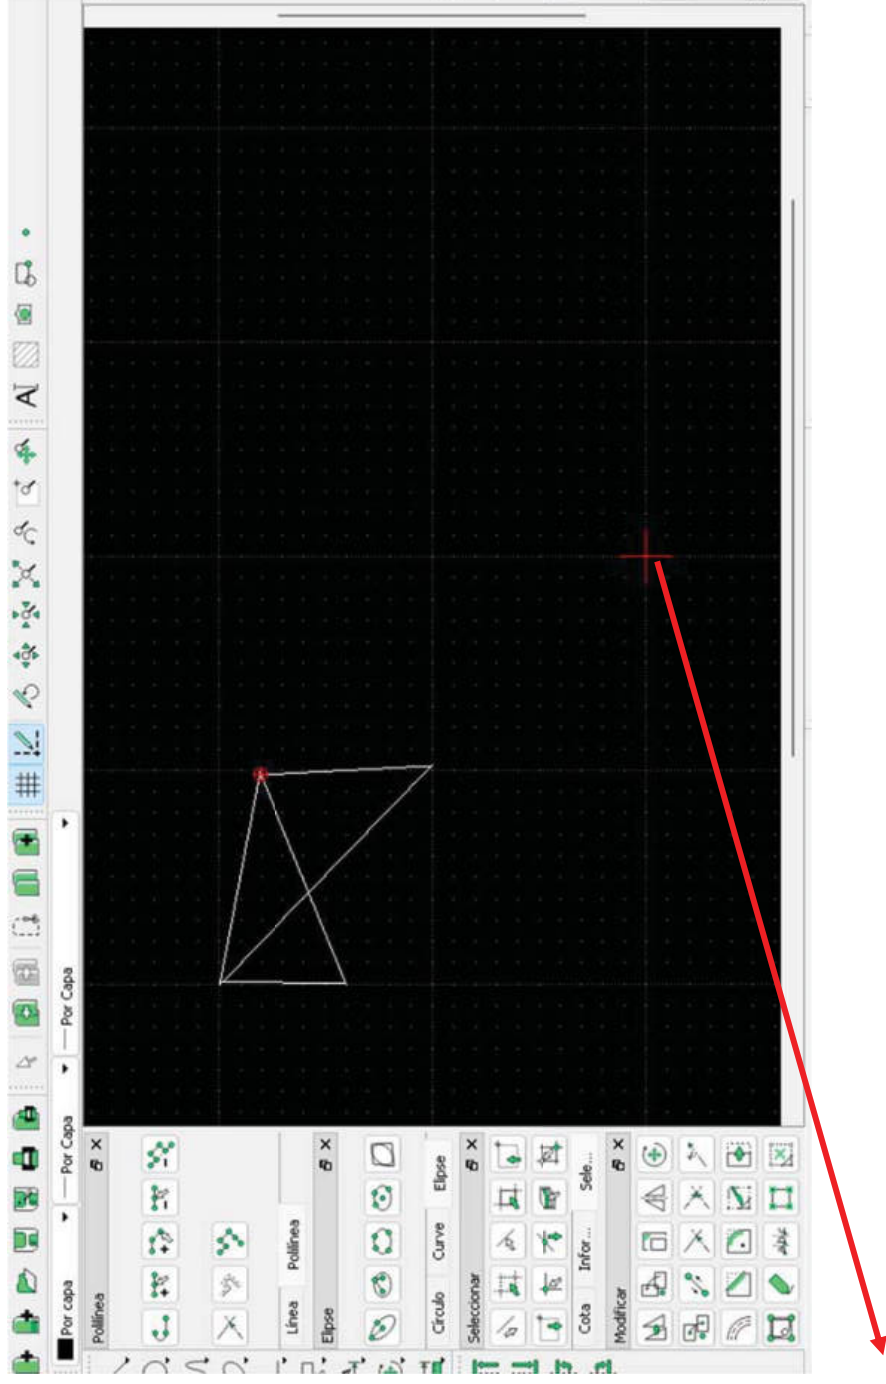 A
Por capa
Por Capa
Por Capa
Polilínea
Línea
Polilínea
Elipse
Círculo
Curve
Elipse
Seleccionar
Cota
Infor...
Sele...
Modificar